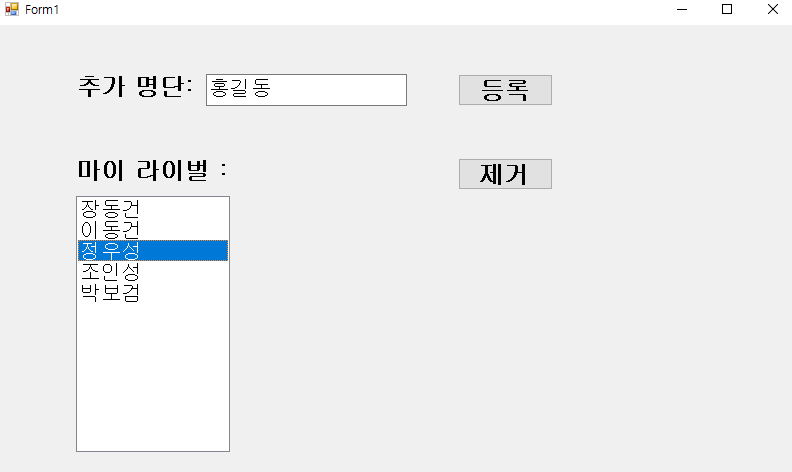 Form1
추가 명단: 홍길동 등록
마이 라이벌 : 제거
장동건
이동건
정우성
조인성
박보검